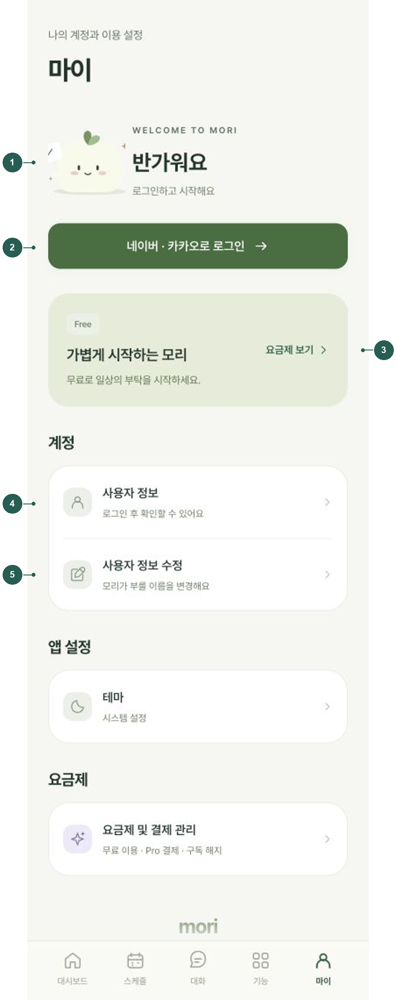 나의 계정과 이용 설정
마이
WELCOME TO MORI
1
반가워요
로그인하고 시작해요
2
네이버 · 카카오로 로그인 →
Free
가볍게 시작하는 모리
요금제 보기
3
무료로 일상의 부탁을 시작하세요.
계정
4
사용자 정보
로그인 후 확인할 수 있어요
5
사용자 정보 수정
모리가 부를 이름을 변경해요
앱 설정
테마
시스템 설정
요금제
요금제 및 결제 관리
무료 이용 · Pro 결제 · 구독 해지
mori
대시보드
스케줄
대화
기능
마이